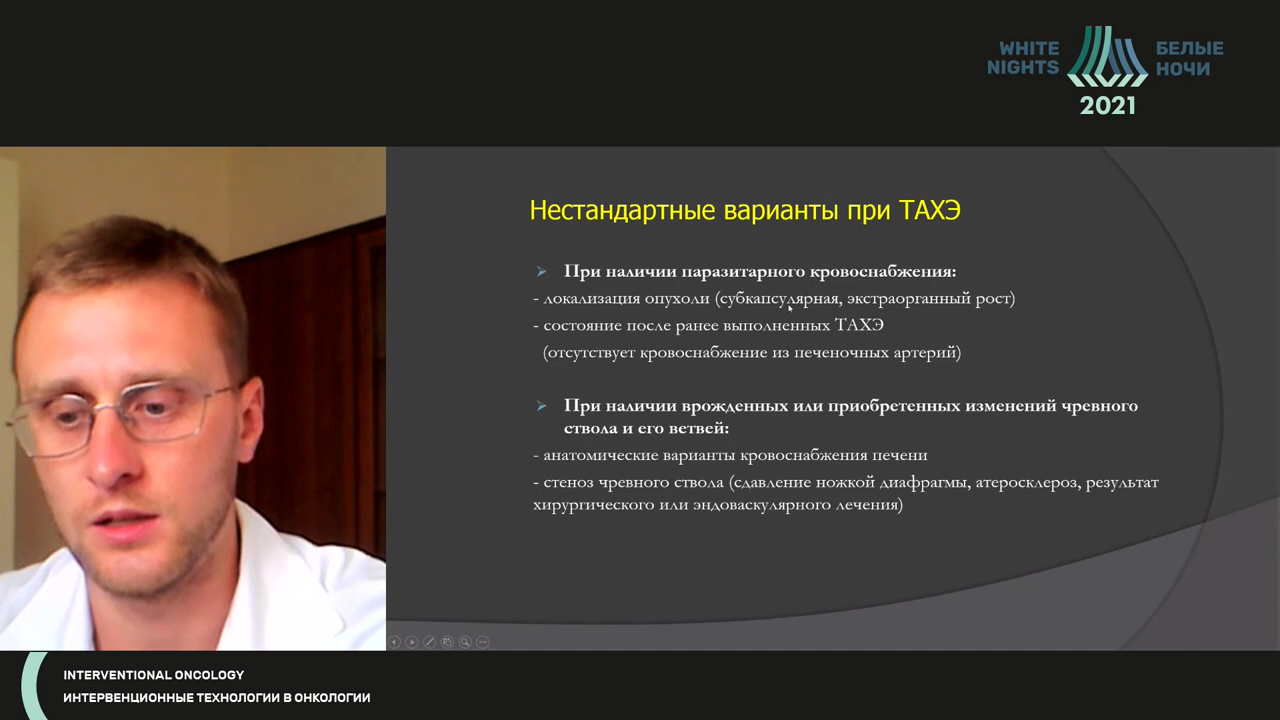 WHITE NIGHTS
БЕЛЫЕ НОЧИ
2021
Нестандартные варианты при ТАХЭ
При наличии паразитарного кровоснабжения:
- локализация опухоли (субкапсулярная, экстраорганный рост)
- состояние после ранее выполненных ТАХЭ
(отсутствует кровоснабжение из печеночных артерий)
При наличии врожденных или приобретенных изменений чревного
ствола и его ветвей:
- анатомические варианты кровоснабжения печени
- стеноз чревного ствола (сдавление ножкой диафрагмы, атеросклероз, результат
хирургического или эндоваскулярного лечения)
INTERVENTIONAL ONCOLOGY
ИНТЕРВЕНЦИОННЫЕ ТЕХНОЛОГИИ В ОНКОЛОГИИ